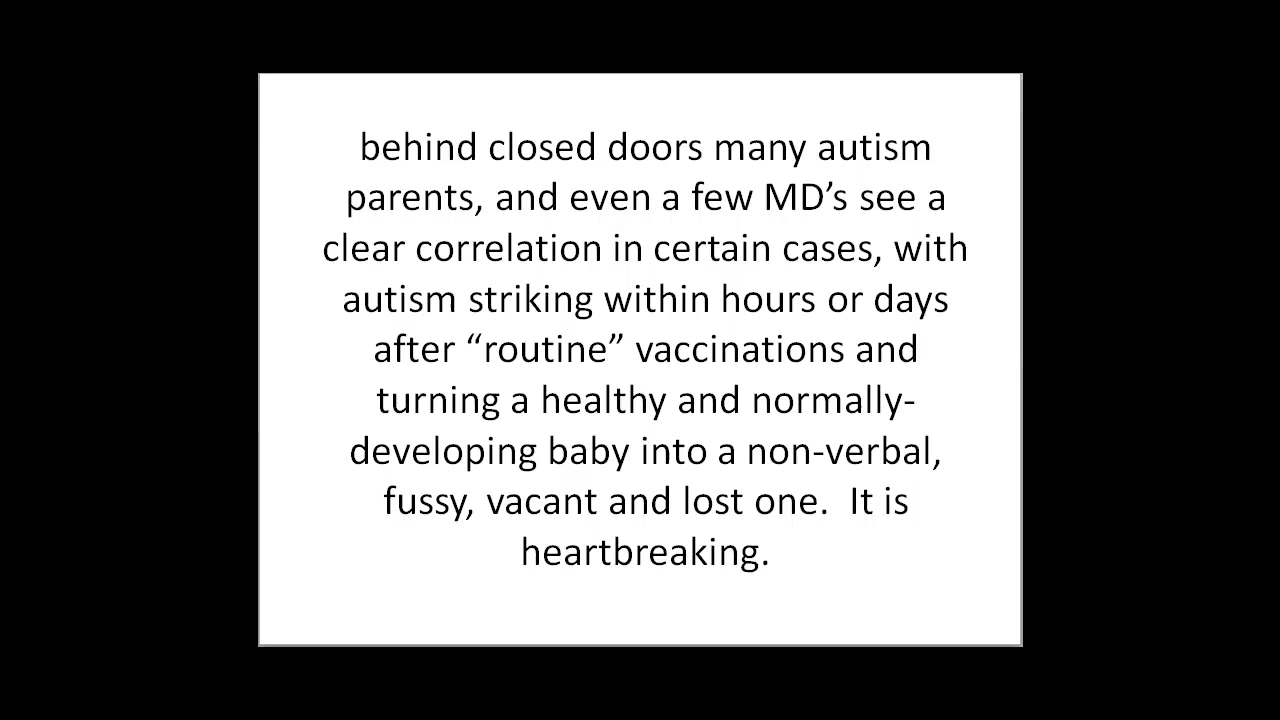 behind closed doors many autism
parents, and even a few MD’s see a
clear correlation in certain cases, with
autism striking within hours or days
after “routine” vaccinations and
turning a healthy and normally-
developing baby into a non-verbal,
fussy, vacant and lost one.  It is
heartbreaking.